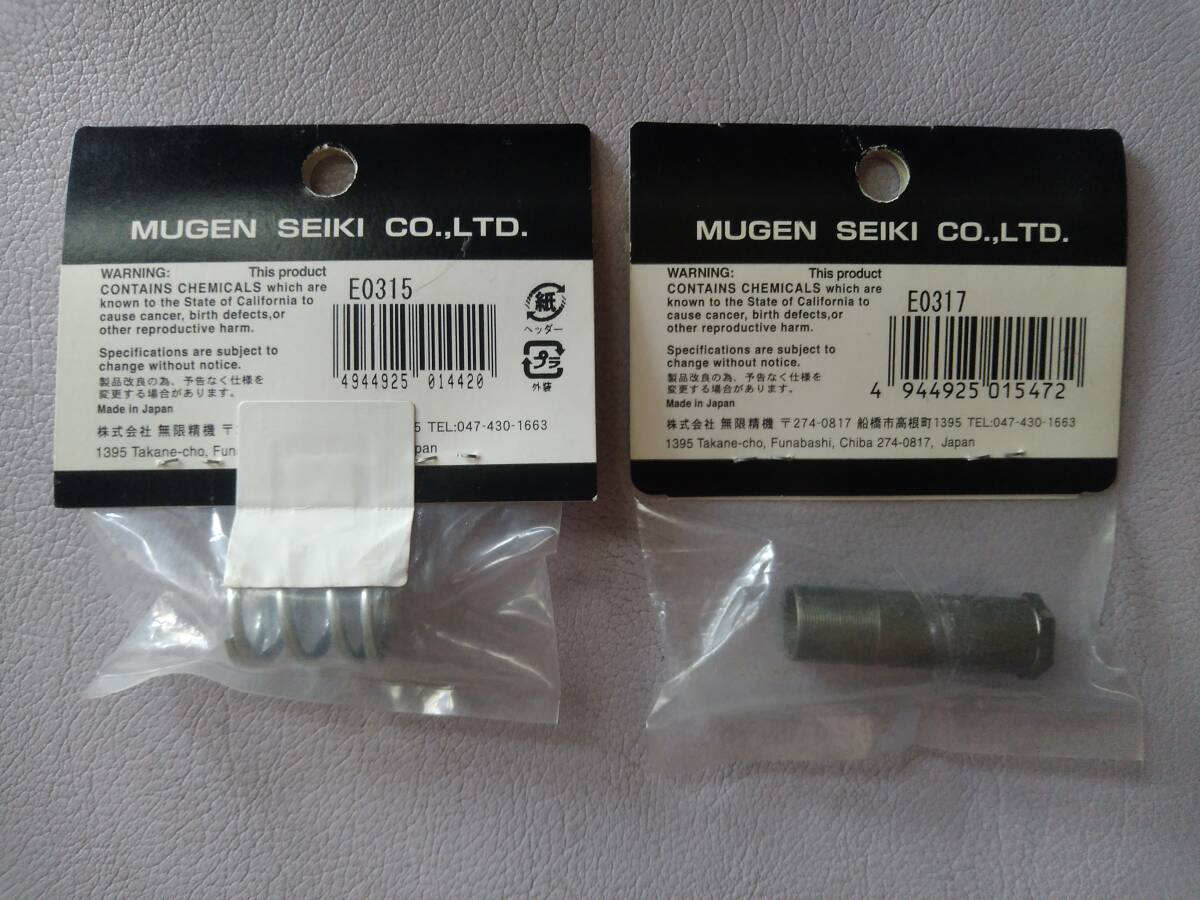 MUGEN SEIKI CO.,LTD.
WARNING: This product
CONTAINS CHEMICALS which are
known to the State of California to
cause cancer, birth defects,or
other reproductive harm.
Specifications are subject to
change without notice.
製品改良の為、予告なく仕様を
変更する場合があります。
Made in Japan
E0315
4944925 014420
紙
ヘッダー
プラ
外装
株式会社 無限精機 〒 5 TEL:047-430-1663
1395 Takane-cho, Japan
MUGEN SEIKI CO.,LTD.
WARNING: This product
CONTAINS CHEMICALS which are
known to the State of California to
cause cancer, birth defects,or
other reproductive harm.
Specifications are subject to
change without notice.
製品改良の為、予告なく仕様を
変更する場合があります。
Made in Japan
E0317
4 944925 015472
株式会社 無限精機 〒274-0817 船橋市高根町1395 TEL:047-430-1663
1395 Takane-cho, Funabashi, Chiba 274-0817, Japan